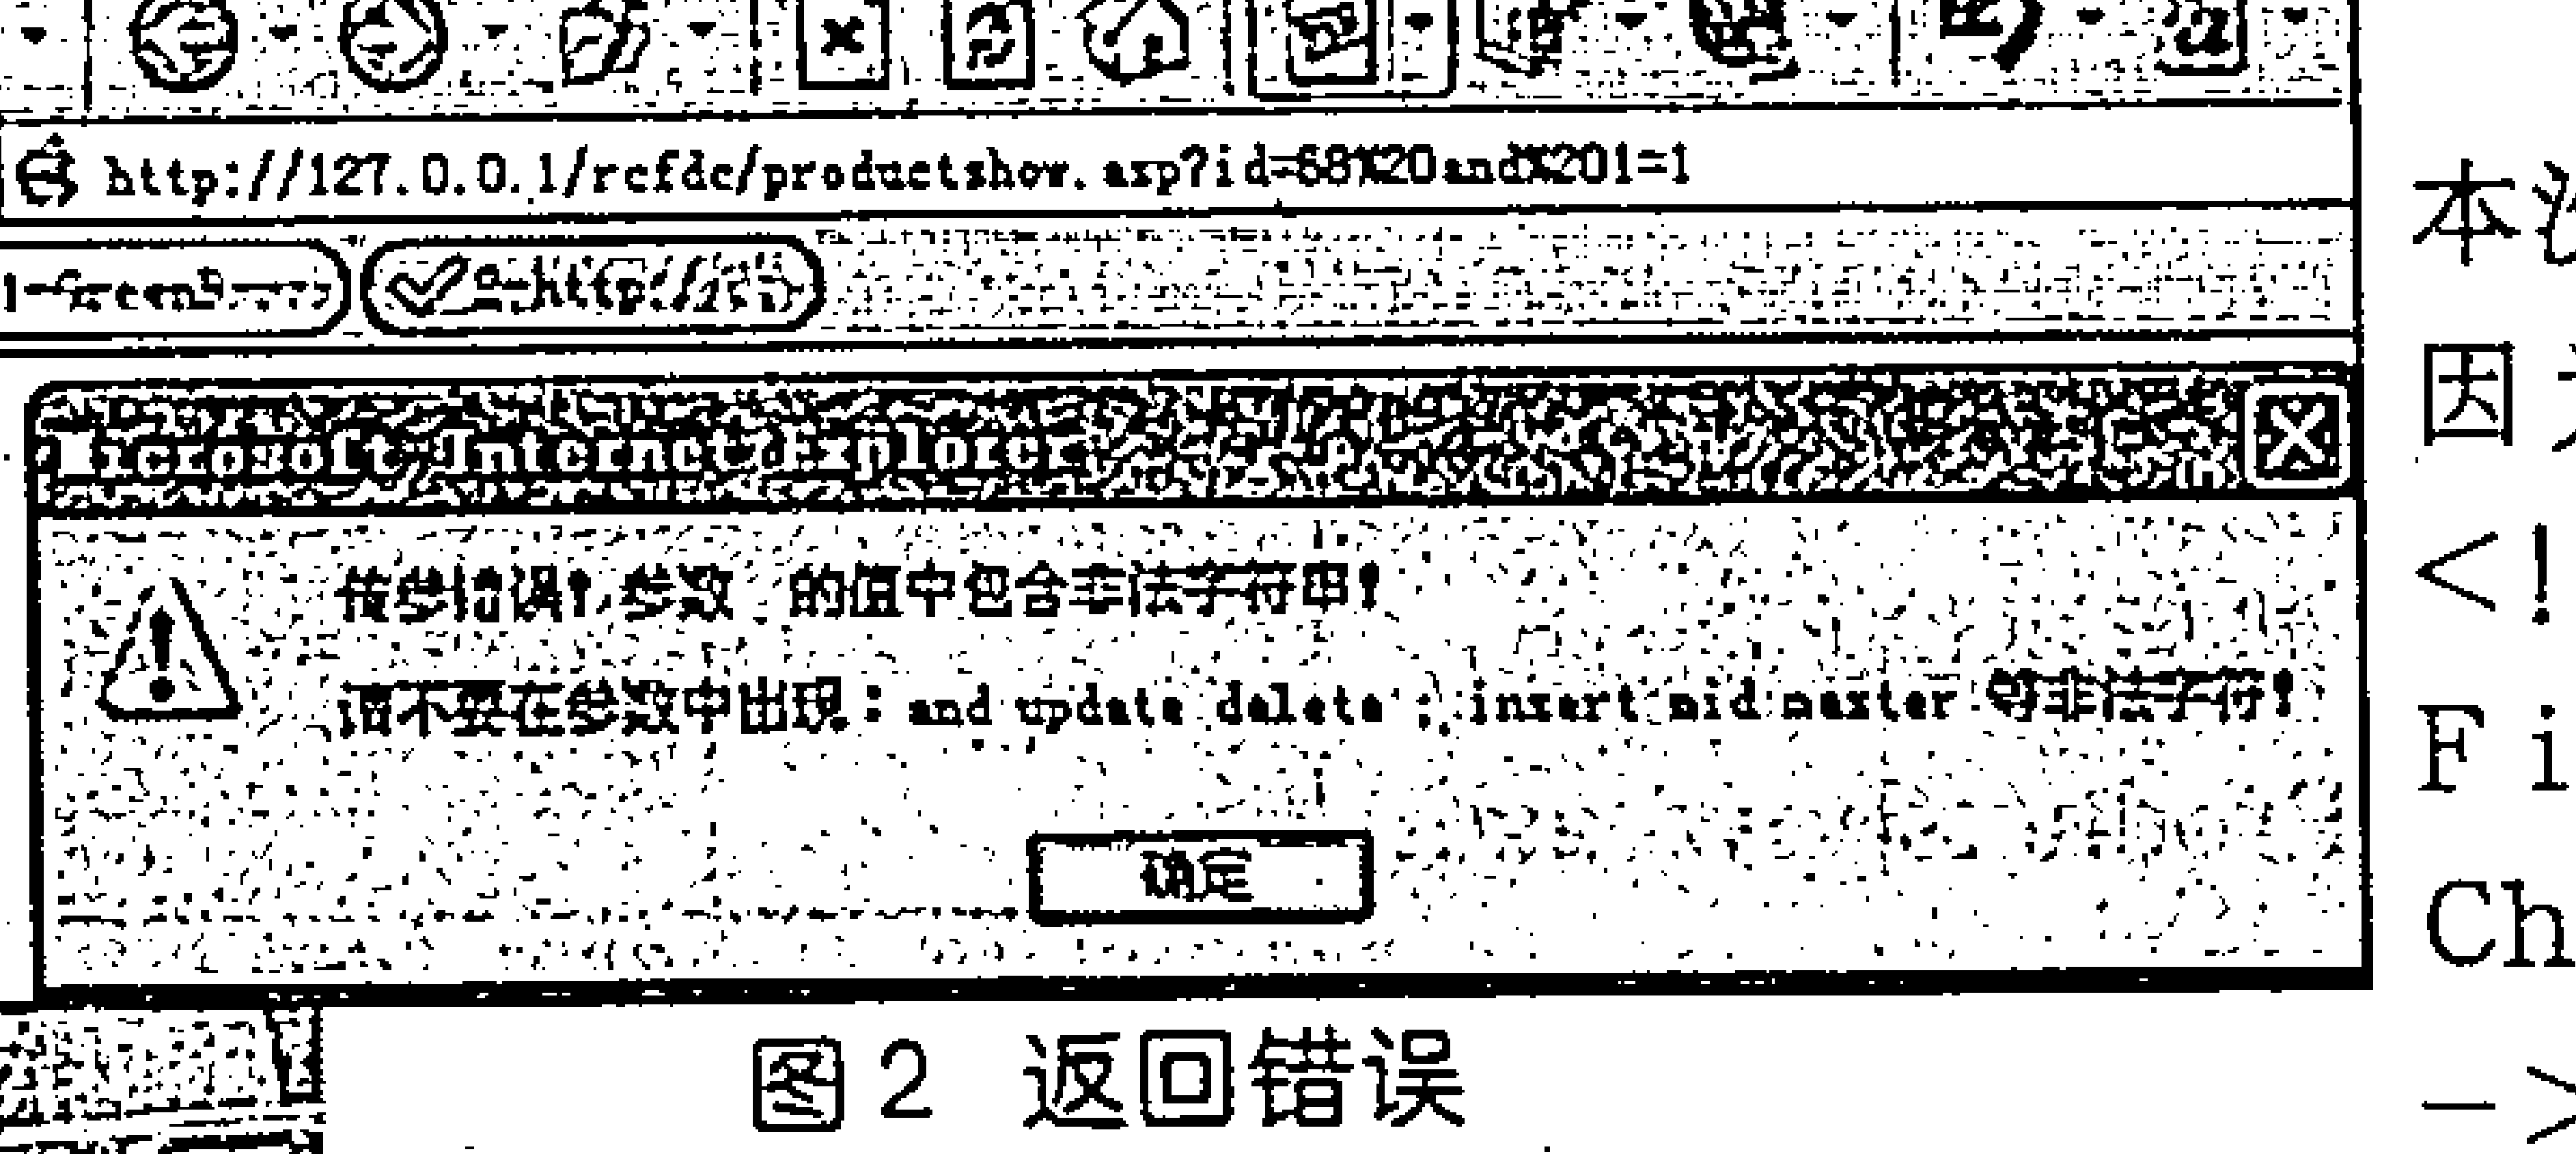 http://127.0.0.1/rcfdc/productshow.asp?id=68%20and%201=1
Microsoft Internet Explorer
传参错误! 参数 的值中包含非法字符串!
请不要在参数中出现: and update delete ; insert mid master 等非法字符!
确定
图2 返回错误
本
因
<!
Fi
Ch
->